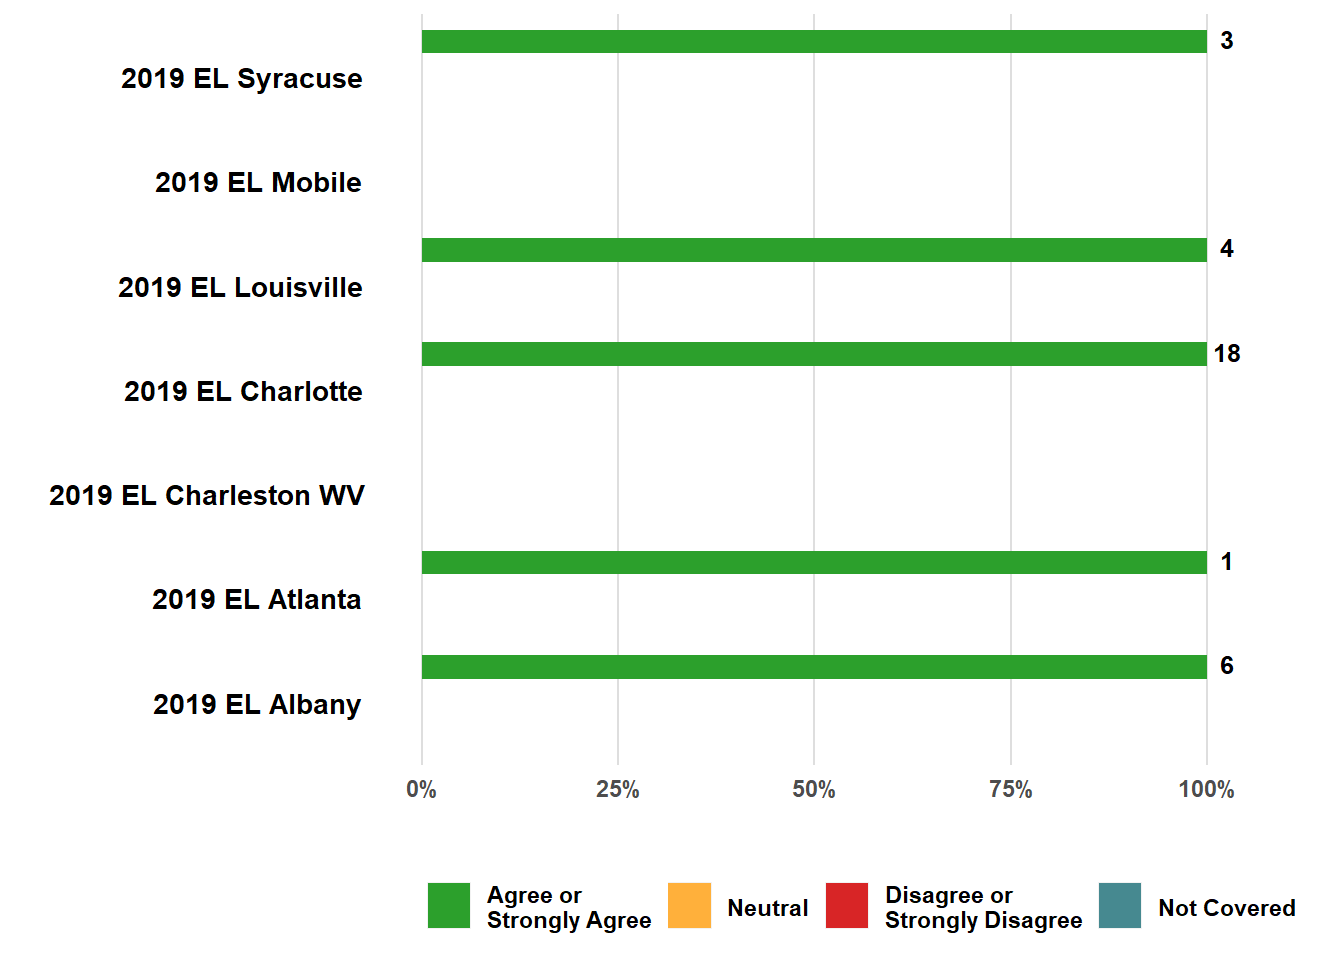 3
2019 EL Syracuse
2019 EL Mobile
4
2019 EL Louisville
18
2019 EL Charlotte
2019 EL Charleston WV
1
2019 EL Atlanta
6
2019 EL Albany
0% 25% 50% 75% 100%
Agree or
Strongly Agree
Neutral
Disagree or
Strongly Disagree
Not Covered